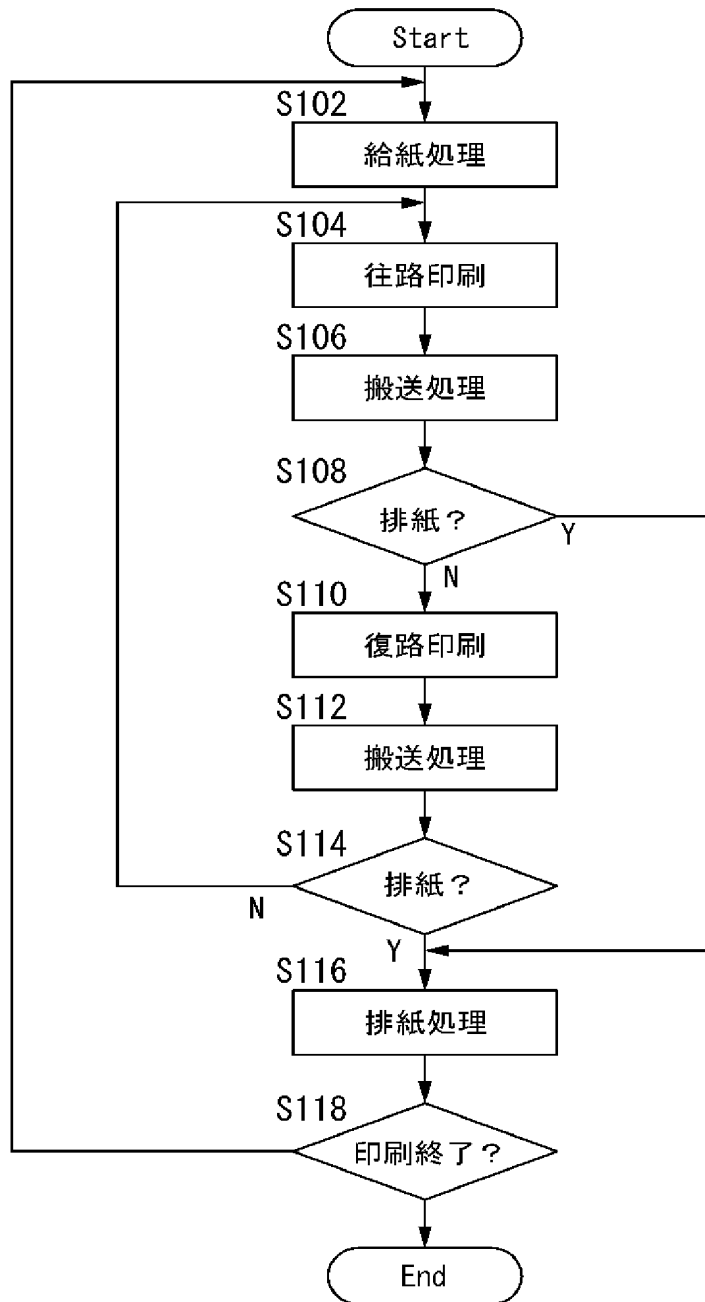 Start
S102
給紙処理
S104
往路印刷
S106
搬送処理
S108
排紙？
Y
N
S110
復路印刷
S112
搬送処理
S114
排紙？
N
Y
S116
排紙処理
S118
印刷終了？
End